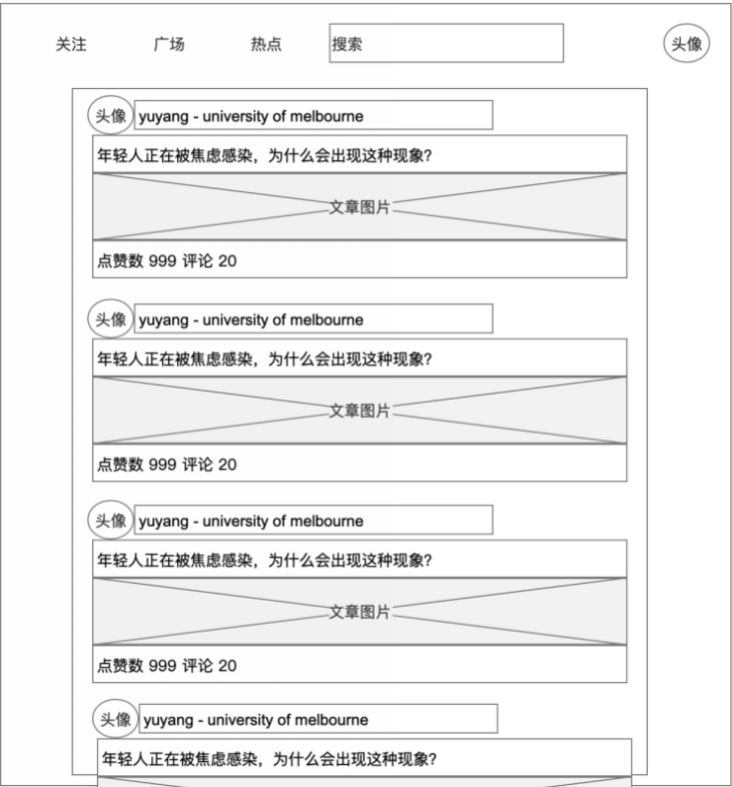 关注 广场 热点 搜索 头像
头像 yuyang - university of melbourne
年轻人正在被焦虑感染，为什么会出现这种现象?
文章图片
点赞数 999 评论 20
头像 yuyang - university of melbourne
年轻人正在被焦虑感染，为什么会出现这种现象?
文章图片
点赞数 999 评论 20
头像 yuyang - university of melbourne
年轻人正在被焦虑感染，为什么会出现这种现象?
文章图片
点赞数 999 评论 20
头像 yuyang - university of melbourne
年轻人正在被焦虑感染，为什么会出现这种现象?